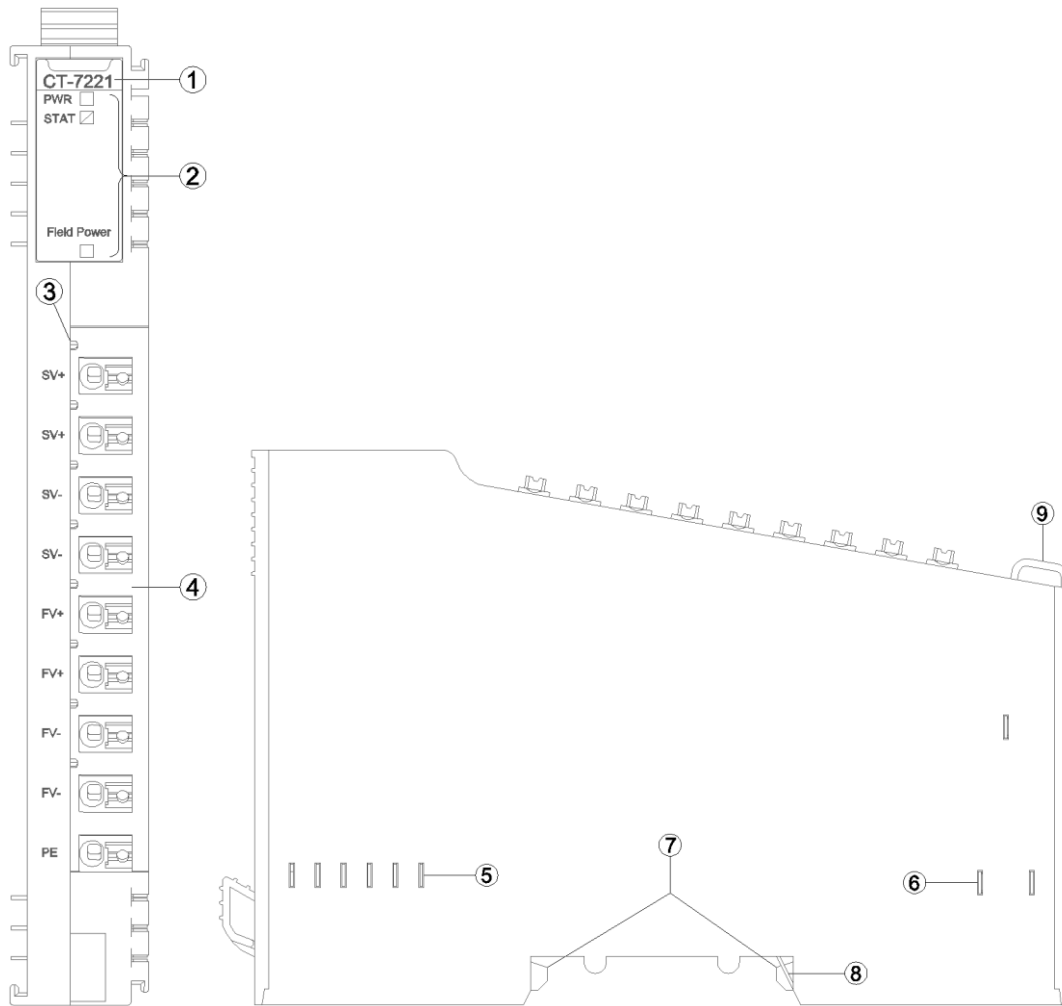 CT-7221 ①
PWR
STAT
②
Field Power
③
SV+
SV+
SV-
SV-
④
FV+
FV+
FV-
FV-
PE
⑨
⑦
⑤
⑥
⑧